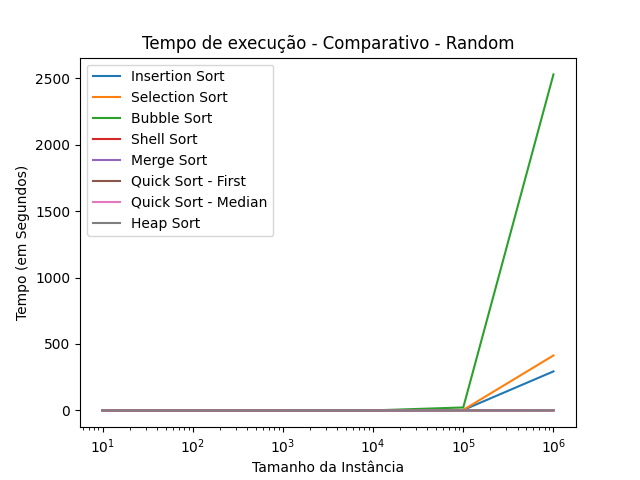 Tempo de execução - Comparativo - Random
Insertion Sort
Selection Sort
Bubble Sort
Shell Sort
Merge Sort
Quick Sort - First
Quick Sort - Median
Heap Sort
Tempo (em Segundos)
2500
2000
1500
1000
500
0
10¹ 10² 10³ 10⁴ 10⁵ 10⁶
Tamanho da Instância